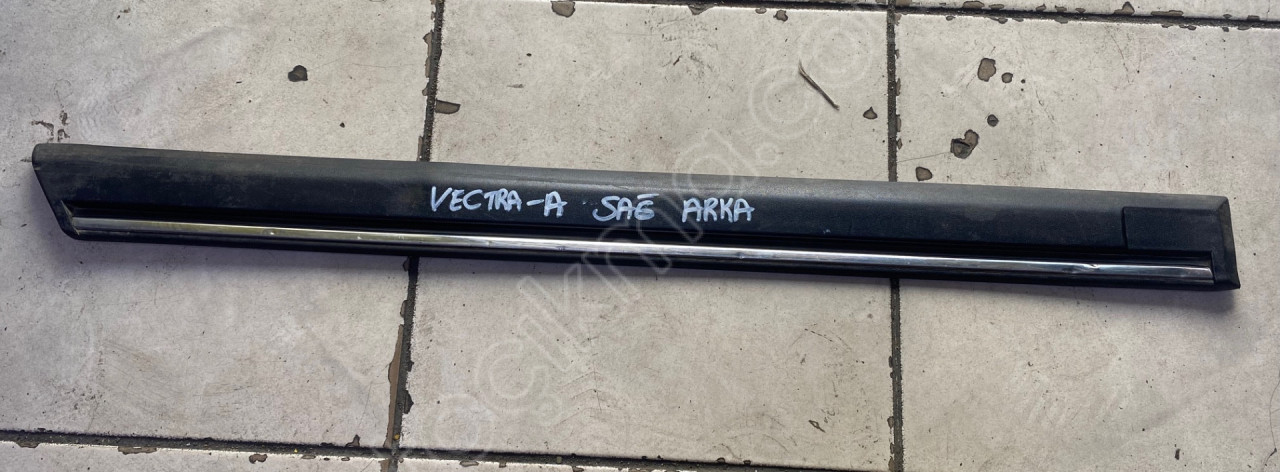 VECTRA-A SAĞ ARKA